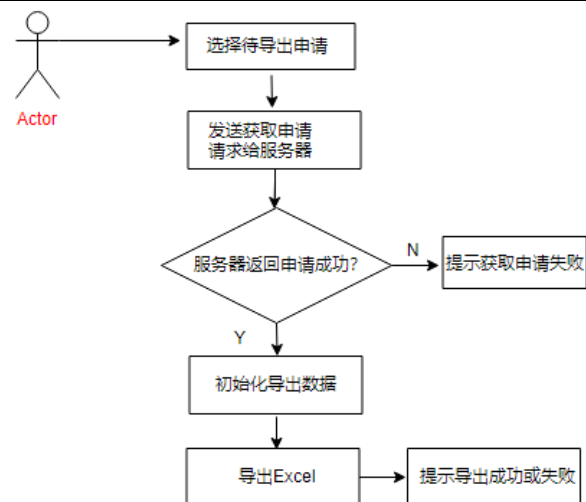 选择待导出申请
Actor
发送获取申请
请求给服务器
服务器返回申请成功?
N
提示获取申请失败
Y
初始化导出数据
导出Excel
提示导出成功或失败